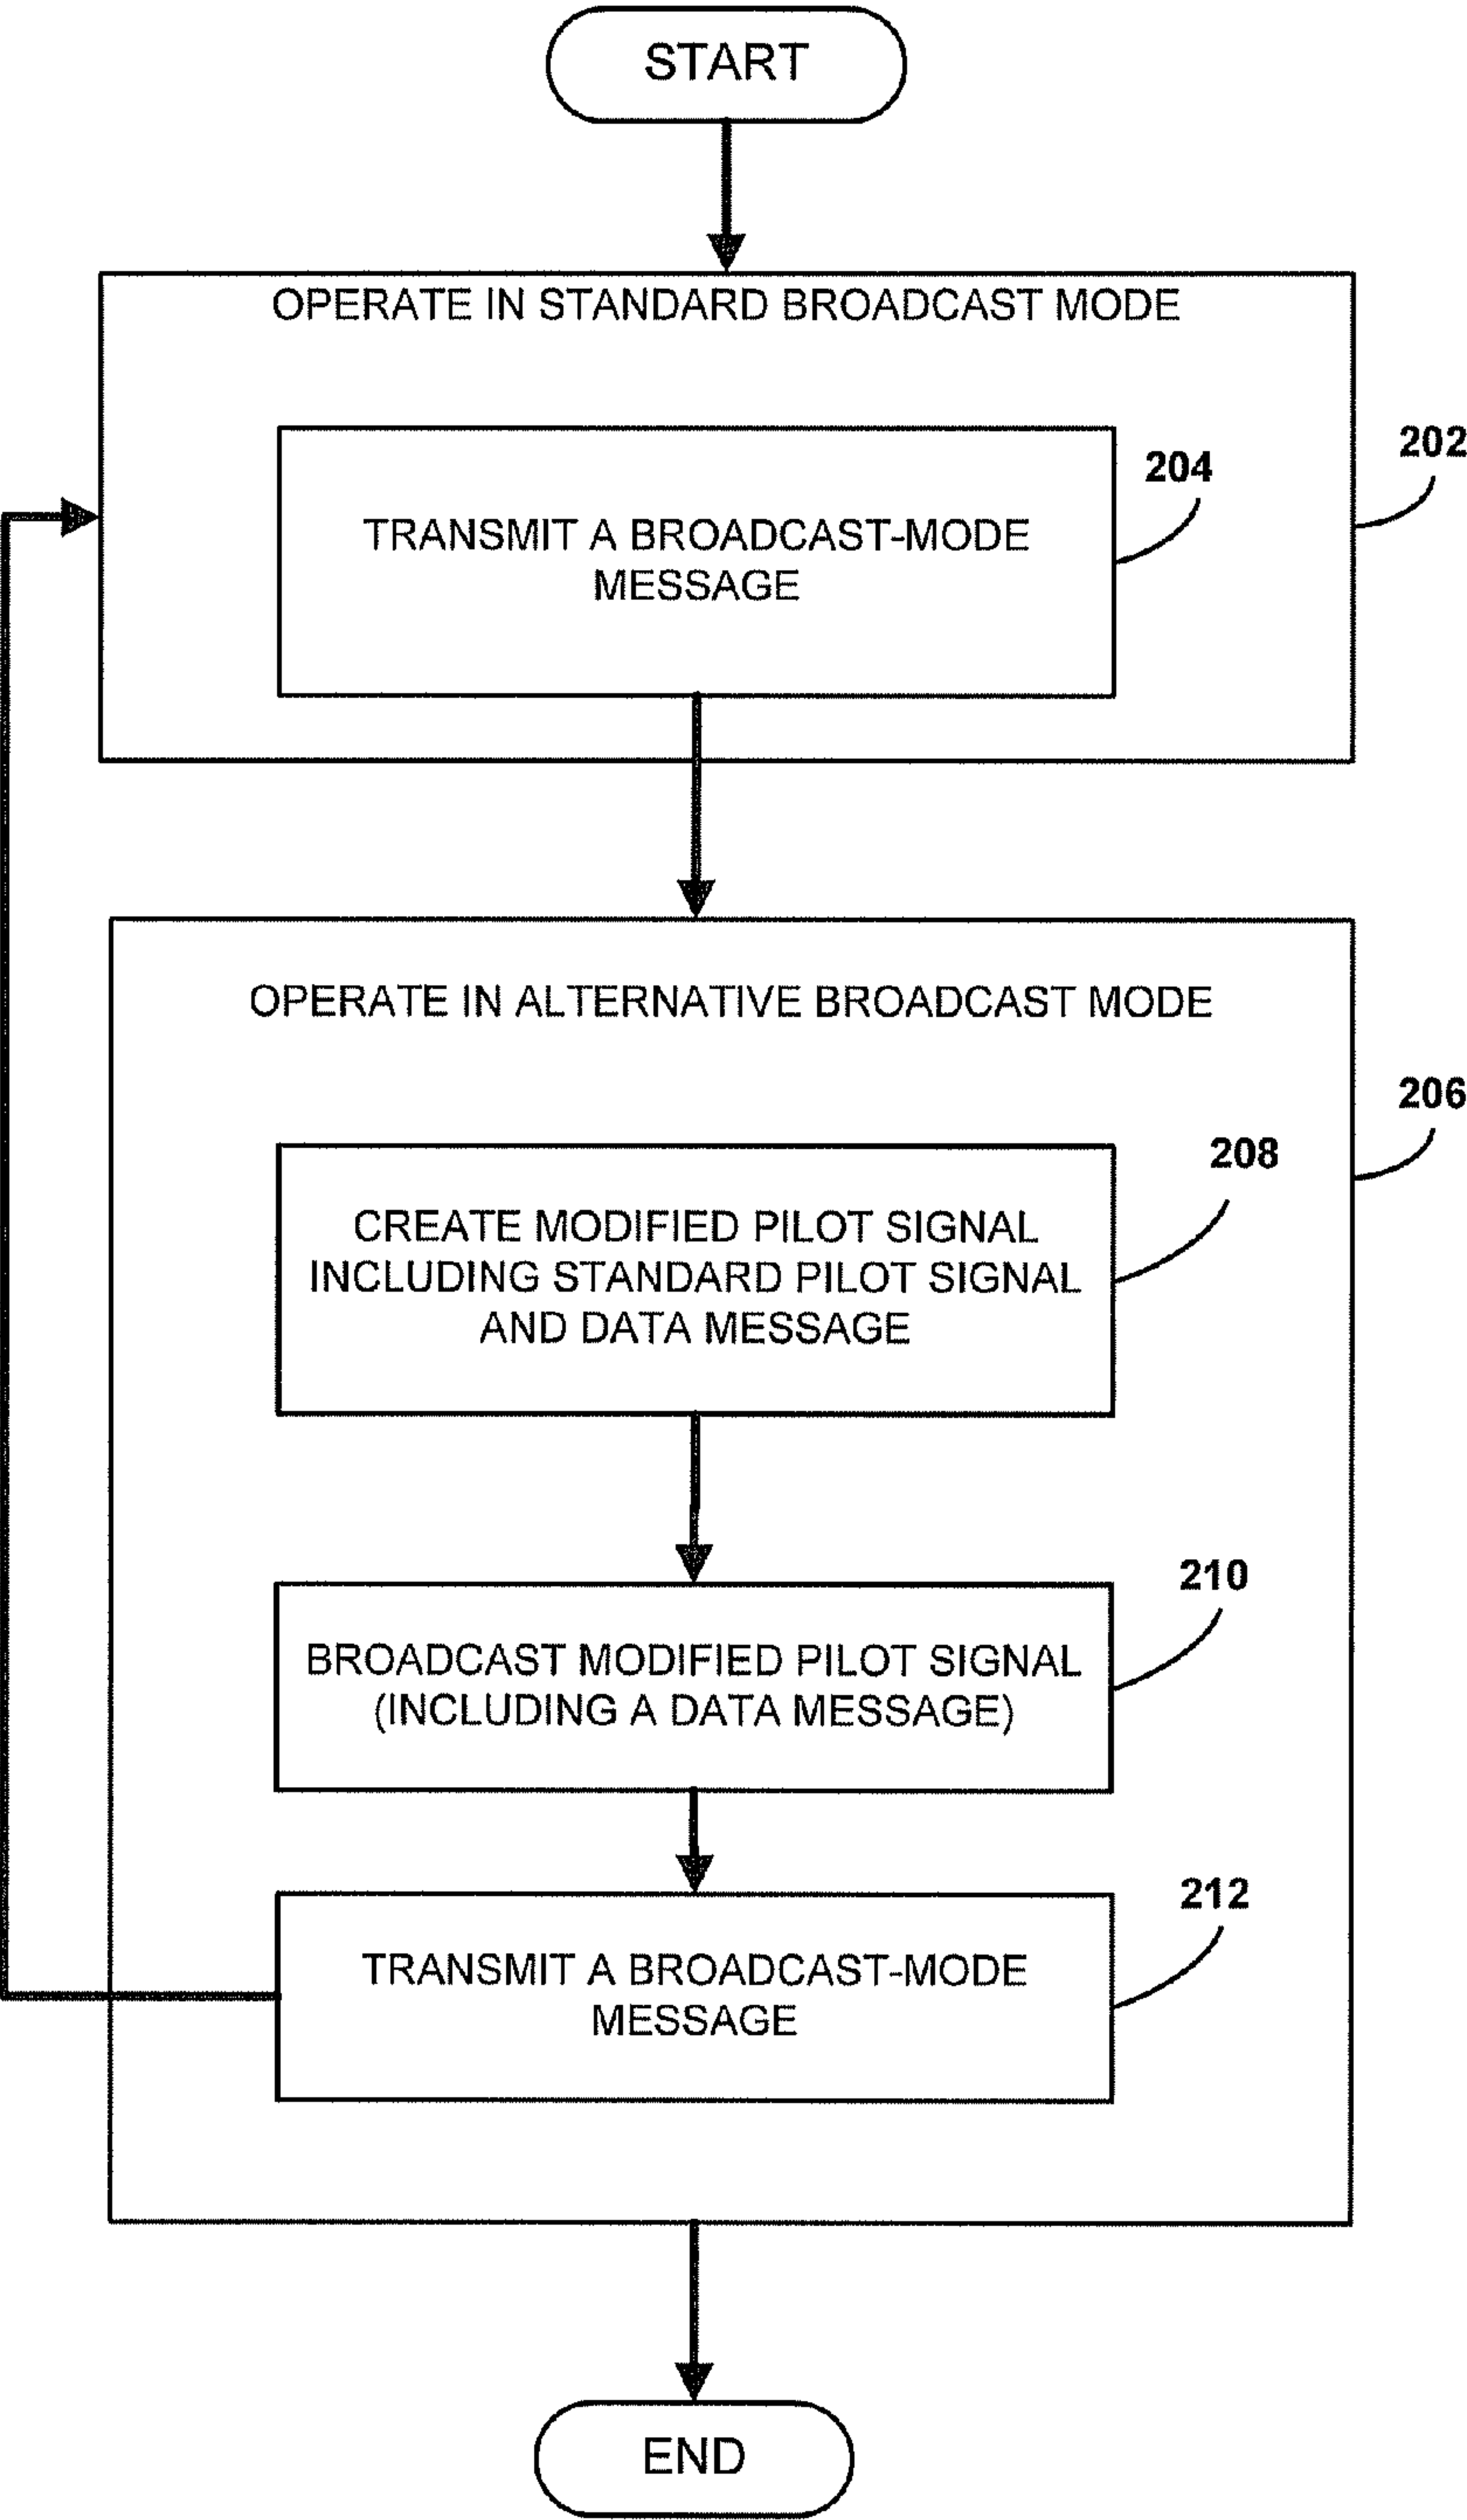 START
OPERATE IN STANDARD BROADCAST MODE
202
204
TRANSMIT A BROADCAST-MODE
MESSAGE
OPERATE IN ALTERNATIVE BROADCAST MODE
206
208
CREATE MODIFIED PILOT SIGNAL
INCLUDING STANDARD PILOT SIGNAL
AND DATA MESSAGE
210
BROADCAST MODIFIED PILOT SIGNAL
(INCLUDING A DATA MESSAGE)
212
TRANSMIT A BROADCAST-MODE
MESSAGE
END